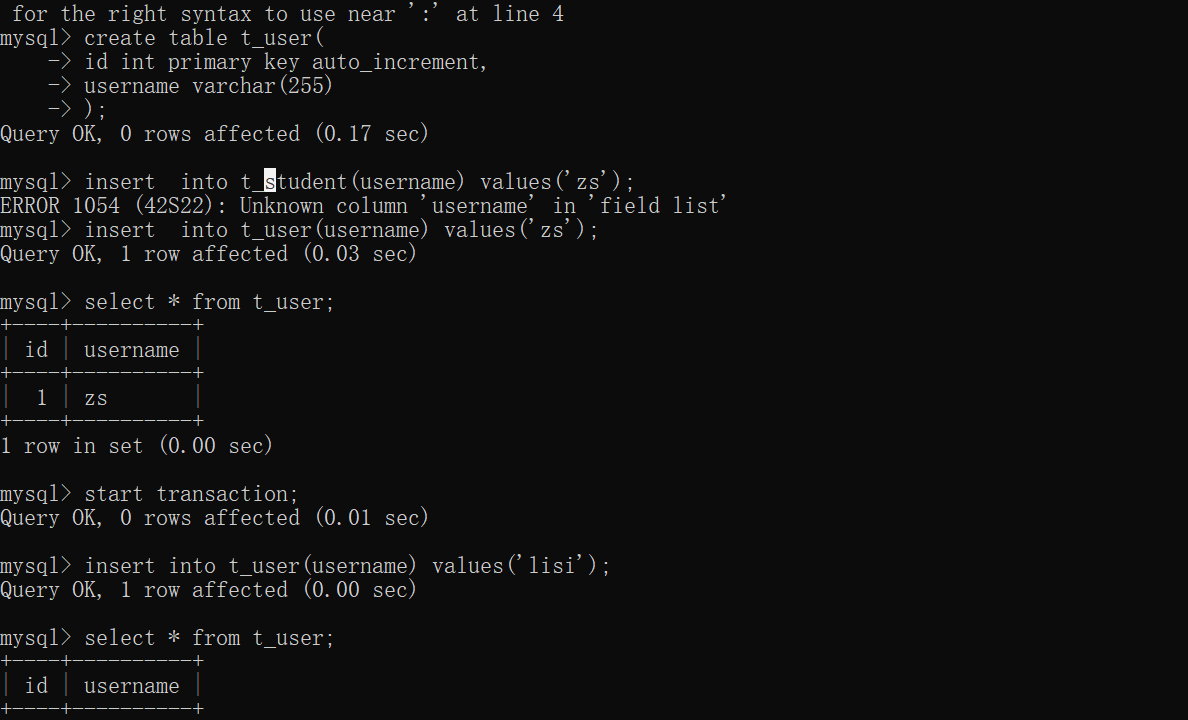 for the right syntax to use near ':' at line 4
mysql> create table t_user(
    -> id int primary key auto_increment,
    -> username varchar(255)
    -> );
Query OK, 0 rows affected (0.17 sec)

mysql> insert  into t_student(username) values('zs');
ERROR 1054 (42S22): Unknown column 'username' in 'field list'
mysql> insert  into t_user(username) values('zs');
Query OK, 1 row affected (0.03 sec)

mysql> select * from t_user;
+----+----------+
| id | username |
+----+----------+
|  1 | zs       |
+----+----------+
1 row in set (0.00 sec)

mysql> start transaction;
Query OK, 0 rows affected (0.01 sec)

mysql> insert into t_user(username) values('lisi');
Query OK, 1 row affected (0.00 sec)

mysql> select * from t_user;
+----+----------+
| id | username |
+----+----------+